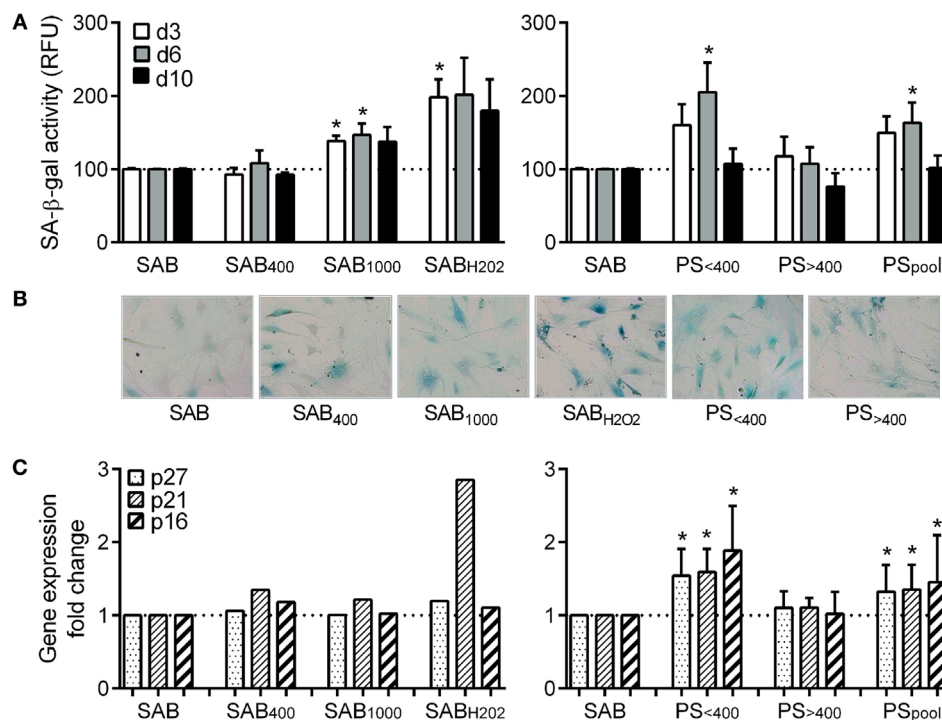 A
SA-β-gal activity (RFU)
300
200
100
0
d3
d6
d10
* * *
SAB SAB400 SAB1000 SABH202
300
200
100
0
* *
SAB PS<400 PS>400 PSpool
B
SAB SAB400 SAB1000 SABH2O2 PS<400 PS>400
C
Gene expression
fold change
3
2
1
0
p27
p21
p16
SAB SAB400 SAB1000 SABH202
3
2
1
0
* * * * * *
SAB PS<400 PS>400 PSpool